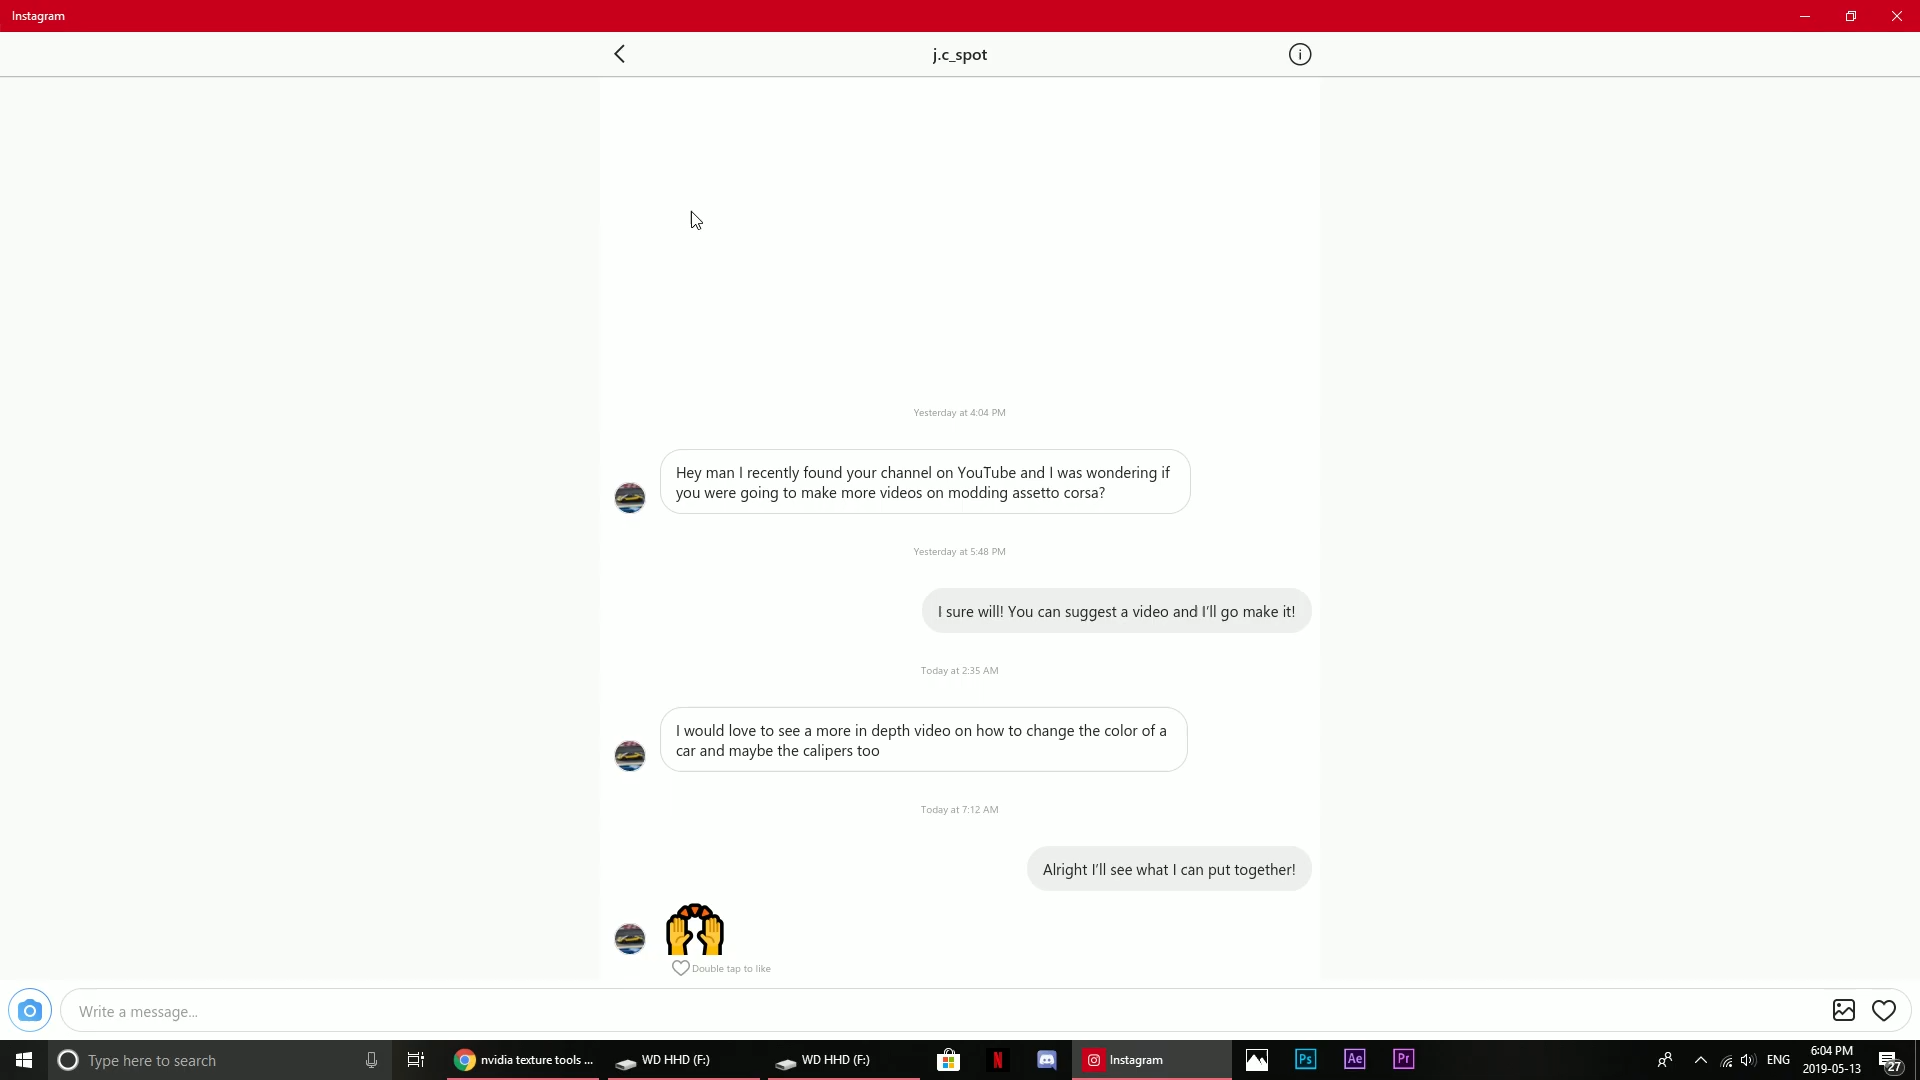 Instagram
j.c_spot
Yesterday at 4:04 PM
Hey man I recently found your channel on YouTube and I was wondering if
you were going to make more videos on modding assetto corsa?
Yesterday at 5:48 PM
I sure will! You can suggest a video and I'll go make it!
Today at 2:35 AM
I would love to see a more in depth video on how to change the color of a
car and maybe the calipers too
Today at 7:12 AM
Alright I'll see what I can put together!
Double tap to like
Write a message...
Type here to search
nvidia texture tools ...
WD HHD (F:)
WD HHD (F:)
N
Instagram
Ps
Ae
Pr
ENG
6:04 PM
2019-05-13
27